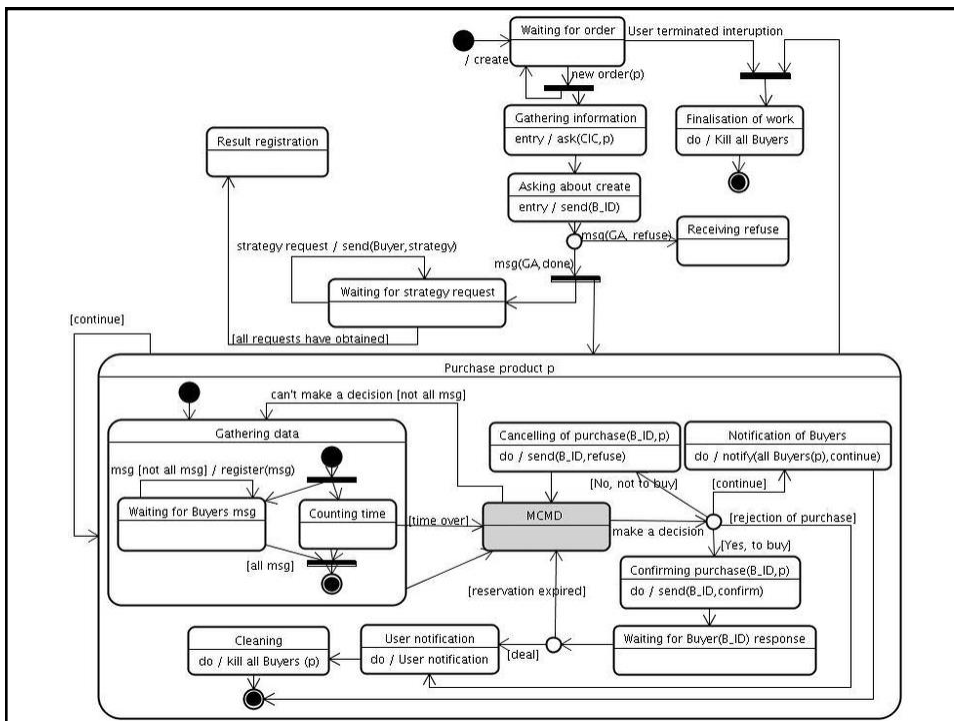 Waiting for order
User terminated interuption
/ create
new order(p)
Gathering information
entry / ask(CIC,p)
Finalisation of work
do / Kill all Buyers
Result registration
Asking about create
entry / send(B_ID)
msg(GA, refuse)
Receiving refuse
strategy request / send(Buyer,strategy)
msg(GA,done)
Waiting for strategy request
[continue]
[all requests have obtained]
Purchase product p
can't make a decision [not all msg]
Gathering data
Cancelling of purchase(B_ID,p)
do / send(B_ID,refuse)
Notification of Buyers
do / notify(all Buyers(p),continue)
msg [not all msg] / register(msg)
[No, not to buy]
[continue]
Waiting for Buyers msg
Counting time
[time over]
MCMD
make a decision
[rejection of purchase]
[Yes, to buy]
[all msg]
Confirming purchase(B_ID,p)
do / send(B_ID,confirm)
[reservation expired]
Cleaning
do / kill all Buyers (p)
User notification
do / User notification
[deal]
Waiting for Buyer(B_ID) response